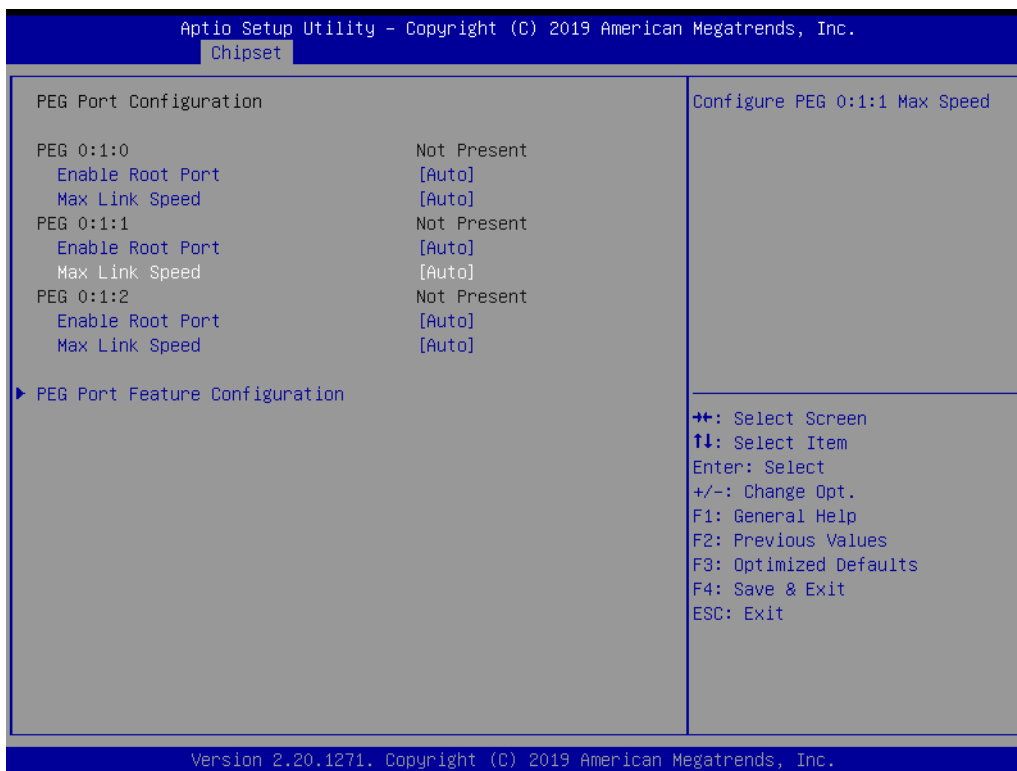 Aptio Setup Utility – Copyright (C) 2019 American Megatrends, Inc.
Chipset
PEG Port Configuration
PEG 0:1:0 Not Present
Enable Root Port [Auto]
Max Link Speed [Auto]
PEG 0:1:1 Not Present
Enable Root Port [Auto]
Max Link Speed [Auto]
PEG 0:1:2 Not Present
Enable Root Port [Auto]
Max Link Speed [Auto]
▶ PEG Port Feature Configuration
Configure PEG 0:1:1 Max Speed
→←: Select Screen
↑↓: Select Item
Enter: Select
+/-: Change Opt.
F1: General Help
F2: Previous Values
F3: Optimized Defaults
F4: Save & Exit
ESC: Exit
Version 2.20.1271. Copyright (C) 2019 American Megatrends, Inc.